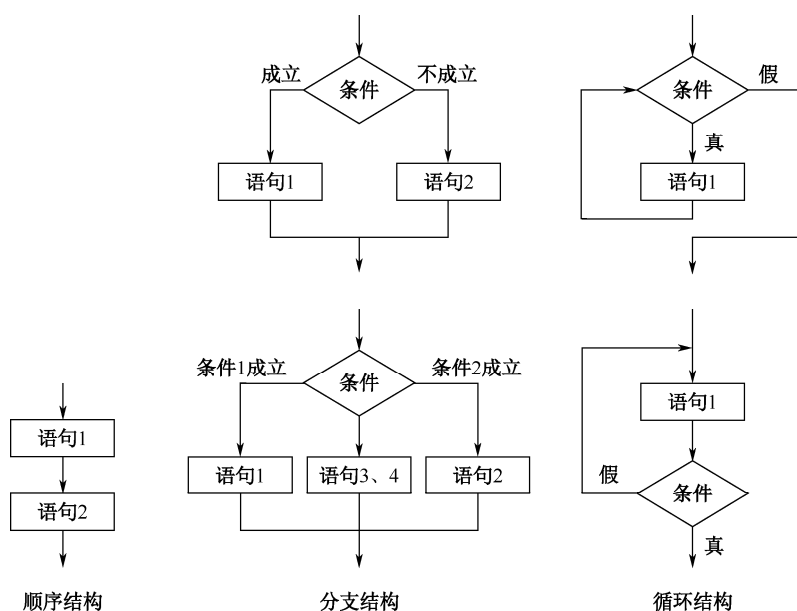 成立
不成立
条件
语句1
语句2
条件
假
真
语句1
条件1成立
条件2成立
条件
语句1
语句3、4
语句2
语句1
语句2
语句1
假
条件
真
顺序结构
分支结构
循环结构